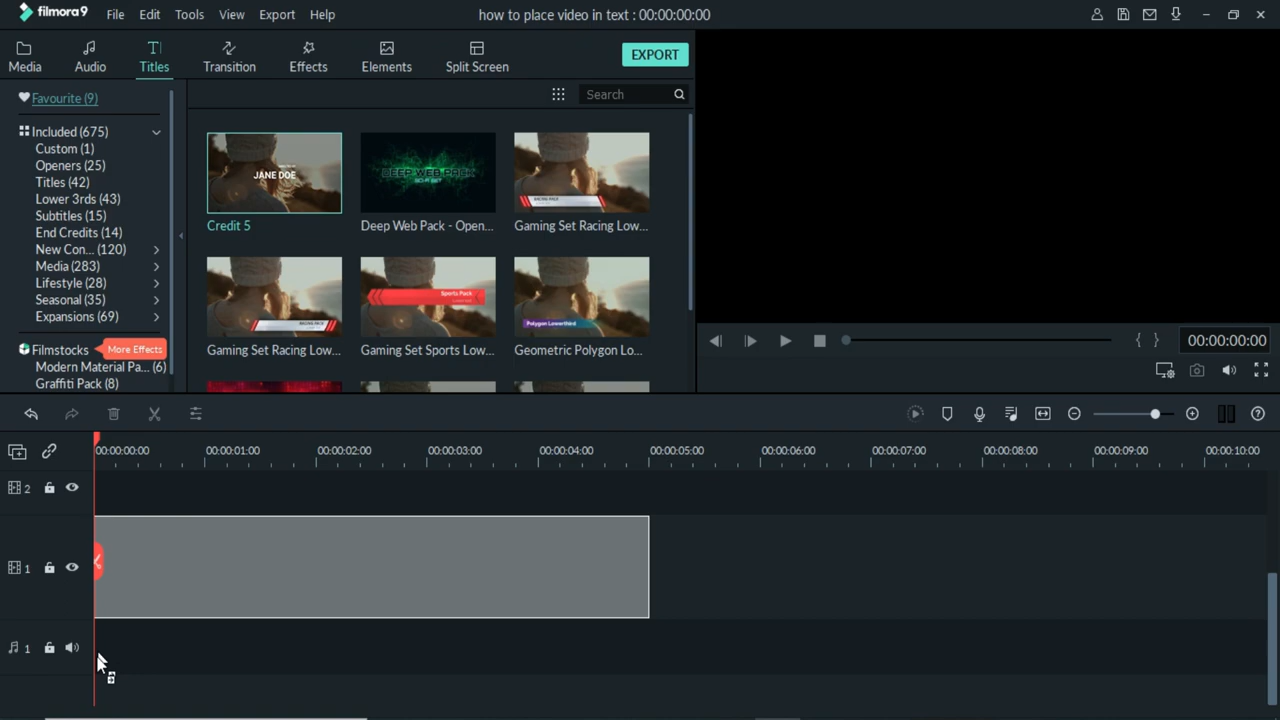 filmora9 File Edit Tools View Export Help how to place video in text : 00:00:00:00
Media Audio Titles Transition Effects Elements Split Screen EXPORT
Favourite (9)
Search
Included (675)
Custom (1)
Openers (25)
Titles (42)
Lower 3rds (43)
Subtitles (15)
End Credits (14)
New Con... (120)
Media (283)
Lifestyle (28)
Seasonal (35)
Expansions (69)
Filmstocks More Effects
Modern Material Pa... (6)
Graffiti Pack (8)
JANE DOE
DEEP WEB PACK
SCI-FI SET
RACING PACK
Credit 5 Deep Web Pack - Open... Gaming Set Racing Low...
RACING PACK
Sports Pack
Polygon Lowerthird
Gaming Set Racing Low... Gaming Set Sports Low... Geometric Polygon Lo...
{ } 00:00:00:00
00:00:00:00 00:00:01:00 00:00:02:00 00:00:03:00 00:00:04:00 00:00:05:00 00:00:06:00 00:00:07:00 00:00:08:00 00:00:09:00 00:00:10:00
2
1
1